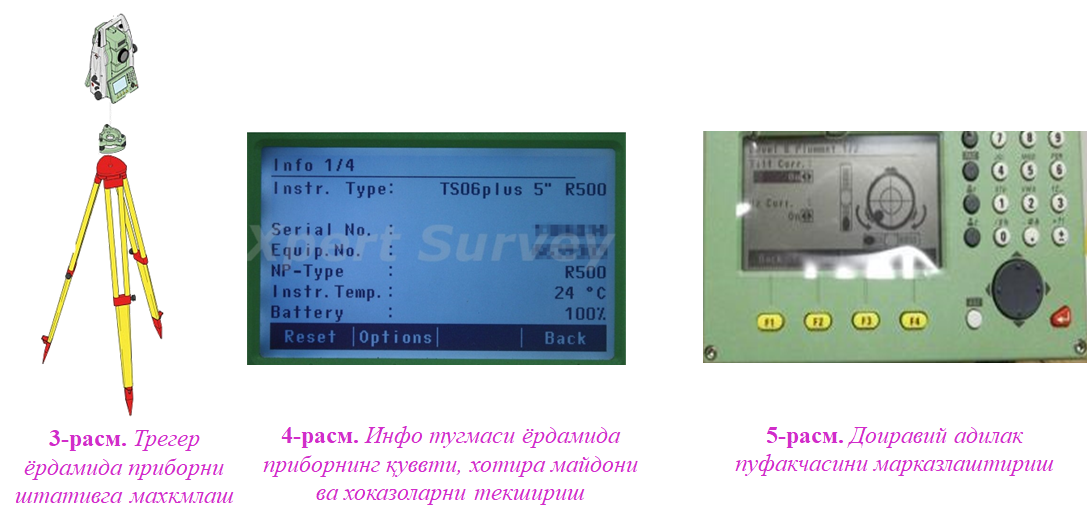 Info 1/4
Instr. Type: TS06plus 5" R500
Serial No. :
Equip.No. :
NP-Type : R500
Instr.Temp.: 24 °C
Battery : 100%
Reset |Options| | Back
Xpert Survey
Level & Plummet 1/2
Tilt Corr.:
On
Hz Corr. :
On
Back
7 8 9
4 5 6
1 2 3
0 . ±
F1 F2 F3 F4
ESC
3-расм. Трегер
ёрдамида приборни
штативга махкмлаш
4-расм. Инфо тугмаси ёрдамида
приборнинг қуввти, хотира майдони
ва хоказоларни текшириш
5-расм. Доиравий адилак
пуфакчасини марказлаштириш